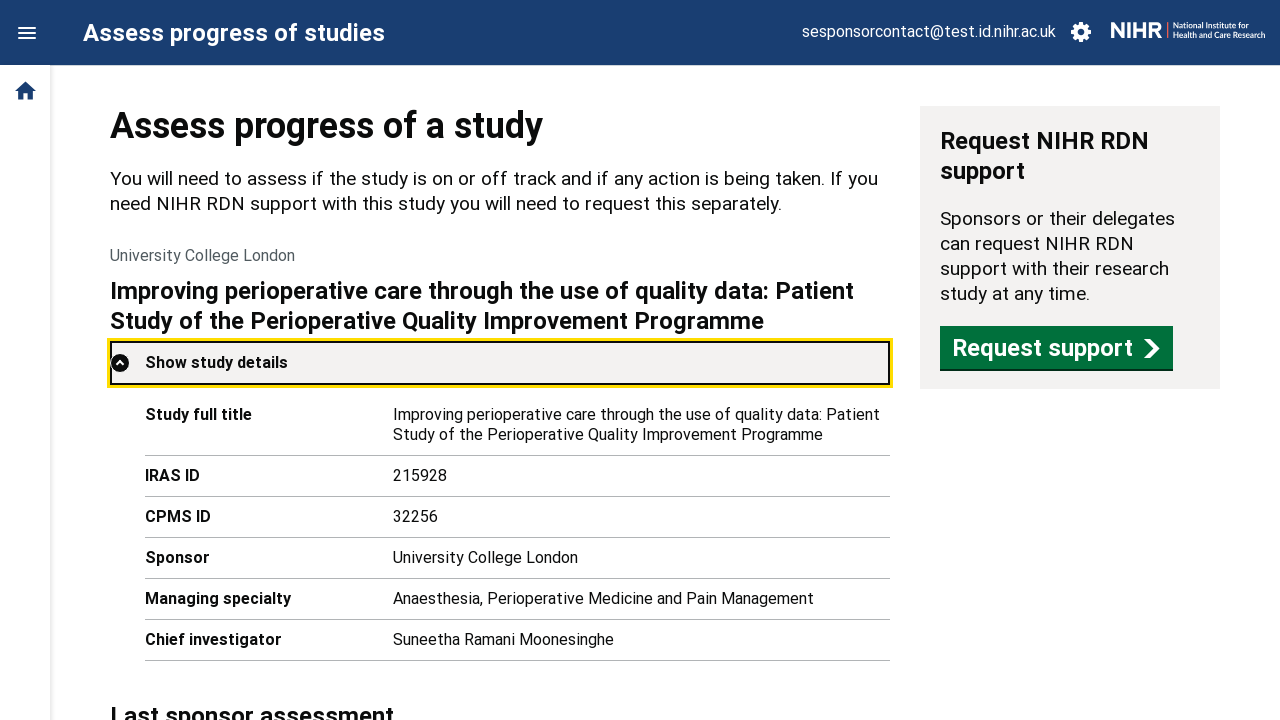 Assess progress of studies
sesponsorcontact@test.id.nihr.ac.uk
NIHR | National Institute for
Health and Care Research
Assess progress of a study
You will need to assess if the study is on or off track and if any action is being taken. If you
need NIHR RDN support with this study you will need to request this separately.
University College London
Improving perioperative care through the use of quality data: Patient
Study of the Perioperative Quality Improvement Programme
Show study details
Study full title
Improving perioperative care through the use of quality data: Patient
Study of the Perioperative Quality Improvement Programme
IRAS ID
215928
CPMS ID
32256
Sponsor
University College London
Managing specialty
Anaesthesia, Perioperative Medicine and Pain Management
Chief investigator
Suneetha Ramani Moonesinghe
Last sponsor assessment
Request NIHR RDN
support
Sponsors or their delegates
can request NIHR RDN
support with their research
study at any time.
Request support